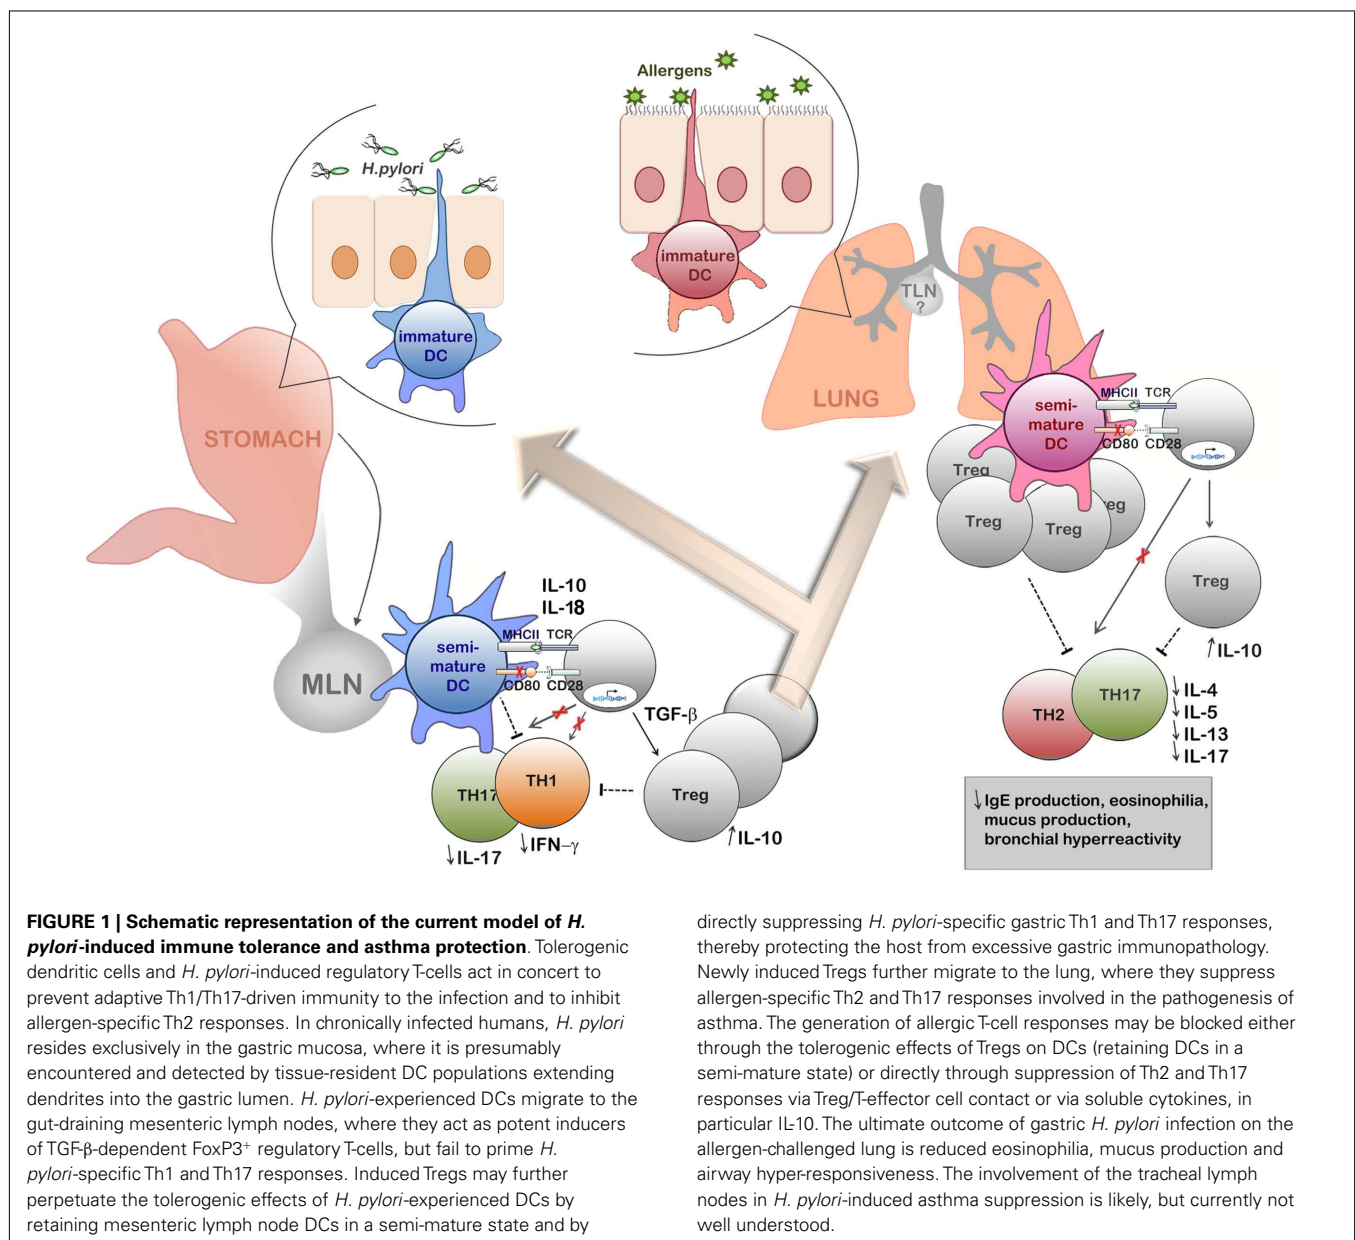 Allergens
H.pylori
immature
DC
immature
DC
TLN
?
STOMACH
LUNG
semi-
mature
DC
MHCII TCR
CD80 CD28
Treg
Treg
Treg
reg
Treg
IL-10
TH2
TH17
IL-4
IL-5
IL-13
IL-17
IgE production, eosinophilia,
mucus production,
bronchial hyperreactivity
MLN
IL-10
IL-18
semi-
mature
DC
MHCII TCR
CD80 CD28
TGF-β
TH17
TH1
Treg
IL-17
IFN-γ
IL-10
FIGURE 1 | Schematic representation of the current model of H.
pylori-induced immune tolerance and asthma protection. Tolerogenic
dendritic cells and H. pylori-induced regulatory T-cells act in concert to
prevent adaptive Th1/Th17-driven immunity to the infection and to inhibit
allergen-specific Th2 responses. In chronically infected humans, H. pylori
resides exclusively in the gastric mucosa, where it is presumably
encountered and detected by tissue-resident DC populations extending
dendrites into the gastric lumen. H. pylori-experienced DCs migrate to the
gut-draining mesenteric lymph nodes, where they act as potent inducers
of TGF-β-dependent FoxP3⁺ regulatory T-cells, but fail to prime H.
pylori-specific Th1 and Th17 responses. Induced Tregs may further
perpetuate the tolerogenic effects of H. pylori-experienced DCs by
retaining mesenteric lymph node DCs in a semi-mature state and by
directly suppressing H. pylori-specific gastric Th1 and Th17 responses,
thereby protecting the host from excessive gastric immunopathology.
Newly induced Tregs further migrate to the lung, where they suppress
allergen-specific Th2 and Th17 responses involved in the pathogenesis of
asthma. The generation of allergic T-cell responses may be blocked either
through the tolerogenic effects of Tregs on DCs (retaining DCs in a
semi-mature state) or directly through suppression of Th2 and Th17
responses via Treg/T-effector cell contact or via soluble cytokines, in
particular IL-10. The ultimate outcome of gastric H. pylori infection on the
allergen-challenged lung is reduced eosinophilia, mucus production and
airway hyper-responsiveness. The involvement of the tracheal lymph
nodes in H. pylori-induced asthma suppression is likely, but currently not
well understood.